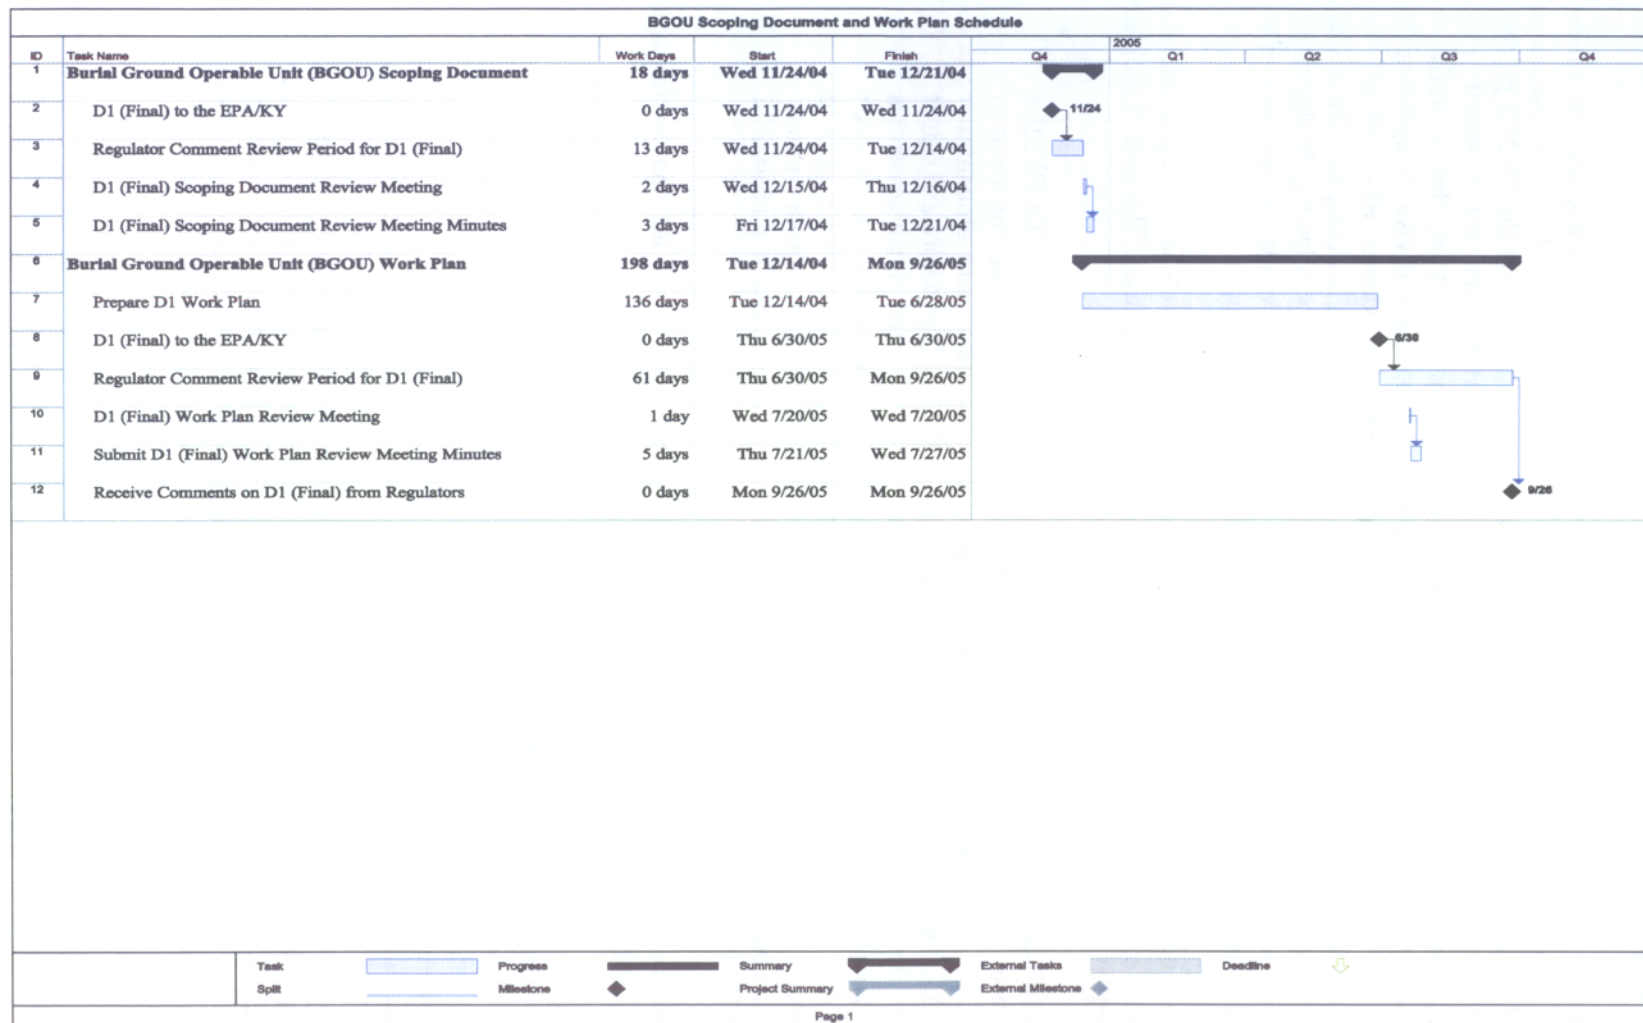 BGOU Scoping Document and Work Plan Schedule
2005
ID Task Name Work Days Start Finish Q4 Q1 Q2 Q3 Q4
1 Burial Ground Operable Unit (BGOU) Scoping Document 18 days Wed 11/24/04 Tue 12/21/04
2 D1 (Final) to the EPA/KY 0 days Wed 11/24/04 Wed 11/24/04 11/24
3 Regulator Comment Review Period for D1 (Final) 13 days Wed 11/24/04 Tue 12/14/04
4 D1 (Final) Scoping Document Review Meeting 2 days Wed 12/15/04 Thu 12/16/04
5 D1 (Final) Scoping Document Review Meeting Minutes 3 days Fri 12/17/04 Tue 12/21/04
6 Burial Ground Operable Unit (BGOU) Work Plan 198 days Tue 12/14/04 Mon 9/26/05
7 Prepare D1 Work Plan 136 days Tue 12/14/04 Tue 6/28/05
8 D1 (Final) to the EPA/KY 0 days Thu 6/30/05 Thu 6/30/05 6/30
9 Regulator Comment Review Period for D1 (Final) 61 days Thu 6/30/05 Mon 9/26/05
10 D1 (Final) Work Plan Review Meeting 1 day Wed 7/20/05 Wed 7/20/05
11 Submit D1 (Final) Work Plan Review Meeting Minutes 5 days Thu 7/21/05 Wed 7/27/05
12 Receive Comments on D1 (Final) from Regulators 0 days Mon 9/26/05 Mon 9/26/05 9/26
Task Progress Summary External Tasks Deadline
Split Milestone Project Summary External Milestone
Page 1